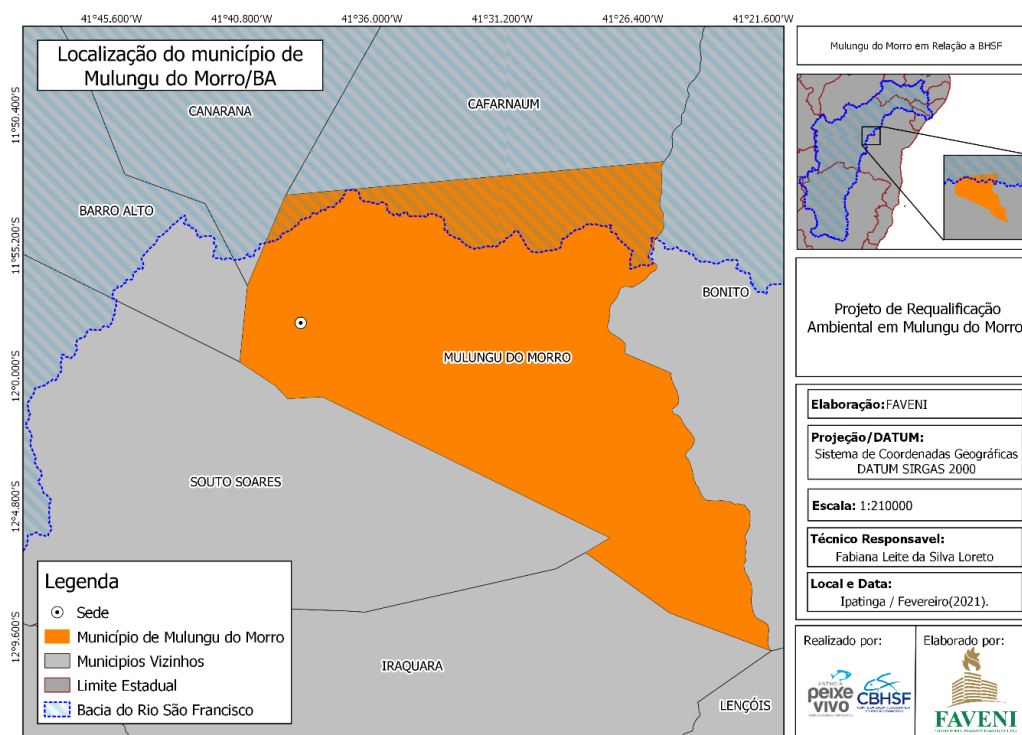 41°45.600'W
41°40.800'W
41°36.000'W
41°31.200'W
41°26.400'W
41°21.600'W
Localização do município de
Mulungu do Morro/BA
11°50.400'S
11°55.200'S
12°0.000'S
12°4.800'S
12°9.600'S
CANARANA
CAFARNAUM
BARRO ALTO
BONITO
MULUNGU DO MORRO
SOUTO SOARES
IRAQUARA
LENÇÓIS
Legenda
Sede
Município de Mulungu do Morro
Municipios Vizinhos
Limite Estadual
Bacia do Rio São Francisco
Mulungu do Morro em Relação a BHSF
Projeto de Requalificação
Ambiental em Mulungu do Morro
Elaboração: FAVENI
Projeção/DATUM:
Sistema de Coordenadas Geográficas
DATUM SIRGAS 2000
Escala: 1:210000
Técnico Responsavel:
Fabiana Leite da Silva Loreto
Local e Data:
Ipatinga / Fevereiro(2021).
Realizado por:
AGÊNCIA
peixe
vivo
CBHSF
Elaborado por:
FAVENI